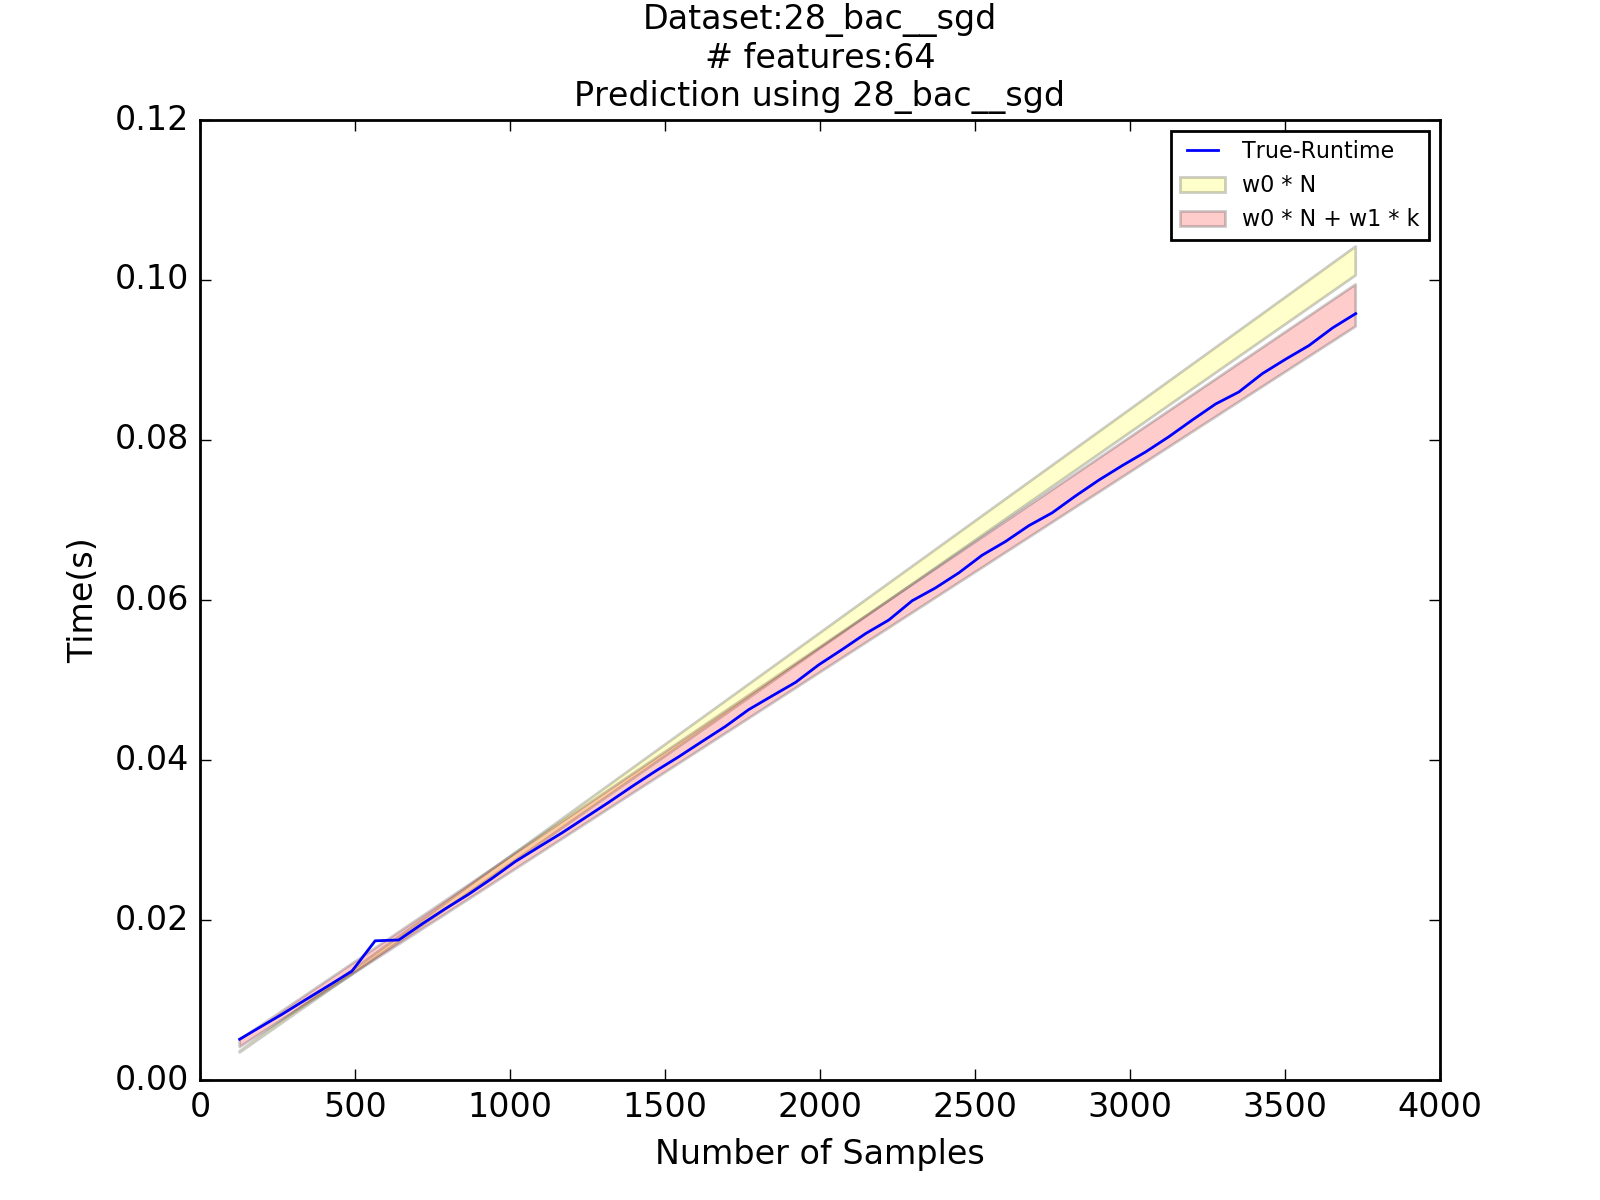 Dataset:28_bac__sgd
# features:64
Prediction using 28_bac__sgd
0.12
0.10
0.08
0.06
0.04
0.02
0.00
Time(s)
True-Runtime
w0 * N
w0 * N + w1 * k
0 500 1000 1500 2000 2500 3000 3500 4000
Number of Samples